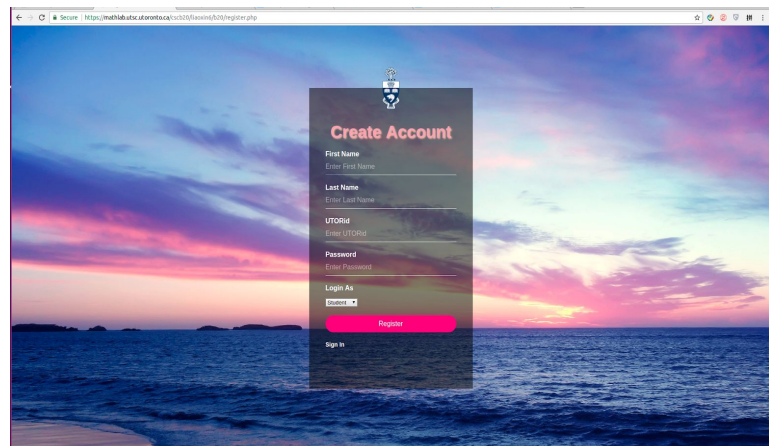 Secure | https://mathlab.utsc.utoronto.ca/cscb20/liaoxin6/b20/register.php
Create Account
First Name
Enter First Name
Last Name
Enter Last Name
UTORid
Enter UTORid
Password
Enter Password
Login As
Student
Register
Sign In